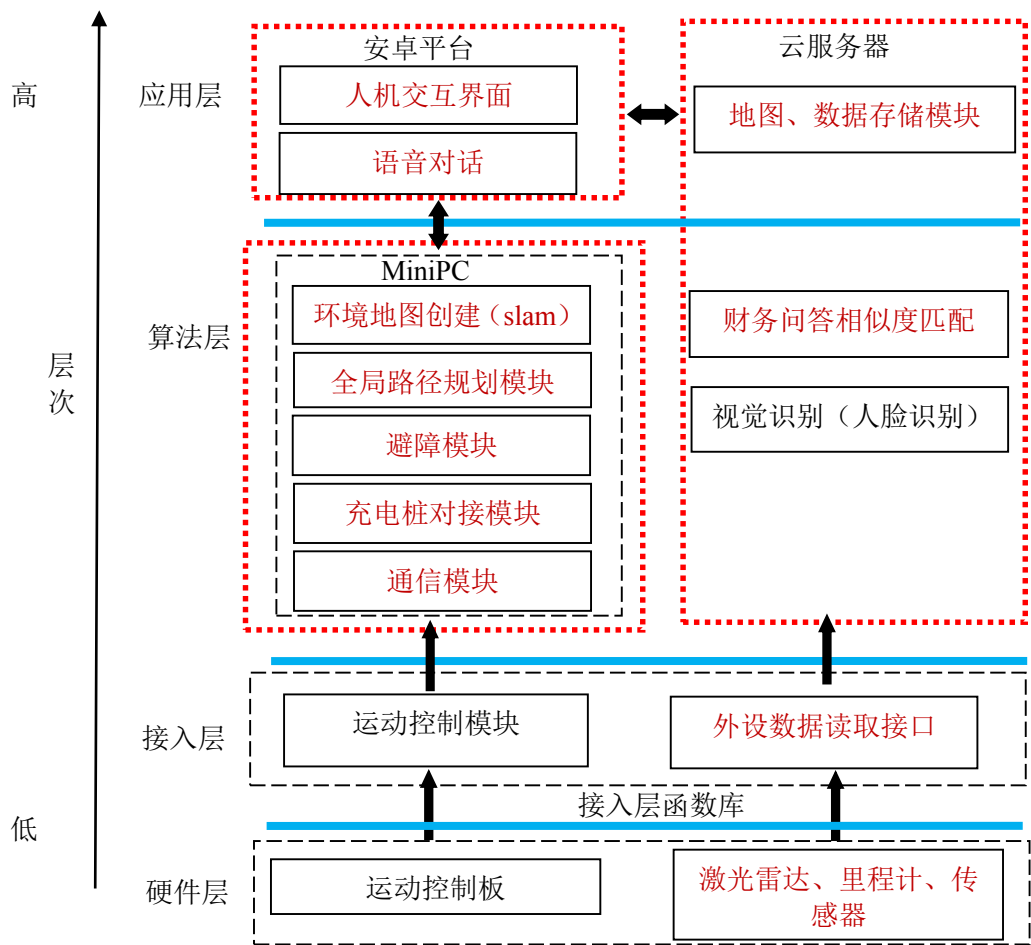 高
应用层
安卓平台
人机交互界面
语音对话
云服务器
地图、数据存储模块
层
次
算法层
MiniPC
环境地图创建（slam）
全局路径规划模块
避障模块
充电桩对接模块
通信模块
财务问答相似度匹配
视觉识别（人脸识别）
接入层
运动控制模块
外设数据读取接口
接入层函数库
低
硬件层
运动控制板
激光雷达、里程计、传
感器